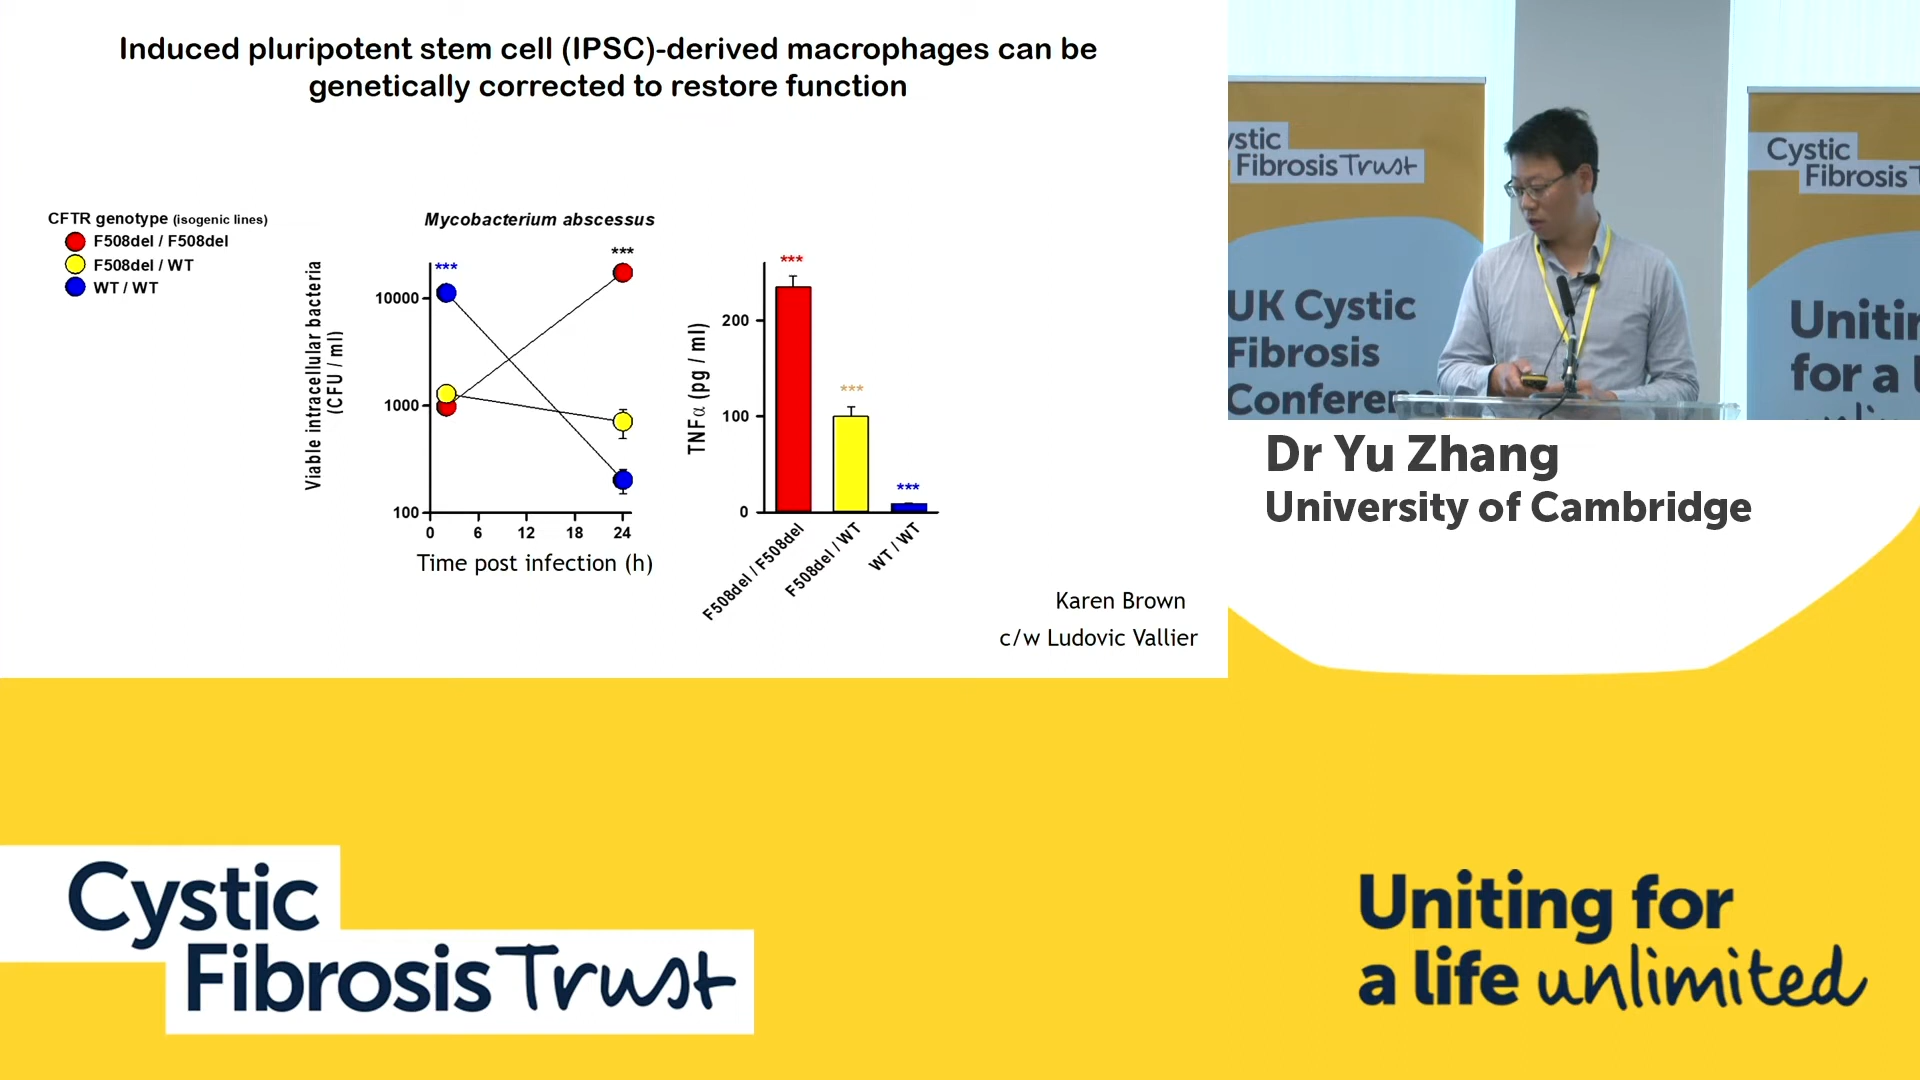 Induced pluripotent stem cell (IPSC)-derived macrophages can be
genetically corrected to restore function
CFTR genotype (isogenic lines)
F508del / F508del
F508del / WT
WT / WT
Mycobacterium abscessus
***
***
Viable intracellular bacteria
(CFU / ml)
10000
1000
100
0 6 12 18 24
Time post infection (h)
TNFα (pg / ml)
200
100
0
***
***
***
F508del / F508del
F508del / WT
WT / WT
Karen Brown
c/w Ludovic Vallier
ystic
Fibrosis Trust
UK Cystic
Fibrosis
Conferen
Cystic
Fibrosis T
Unitin
for a l
Dr Yu Zhang
University of Cambridge
Cystic
Fibrosis Trust
Uniting for
a life unlimited